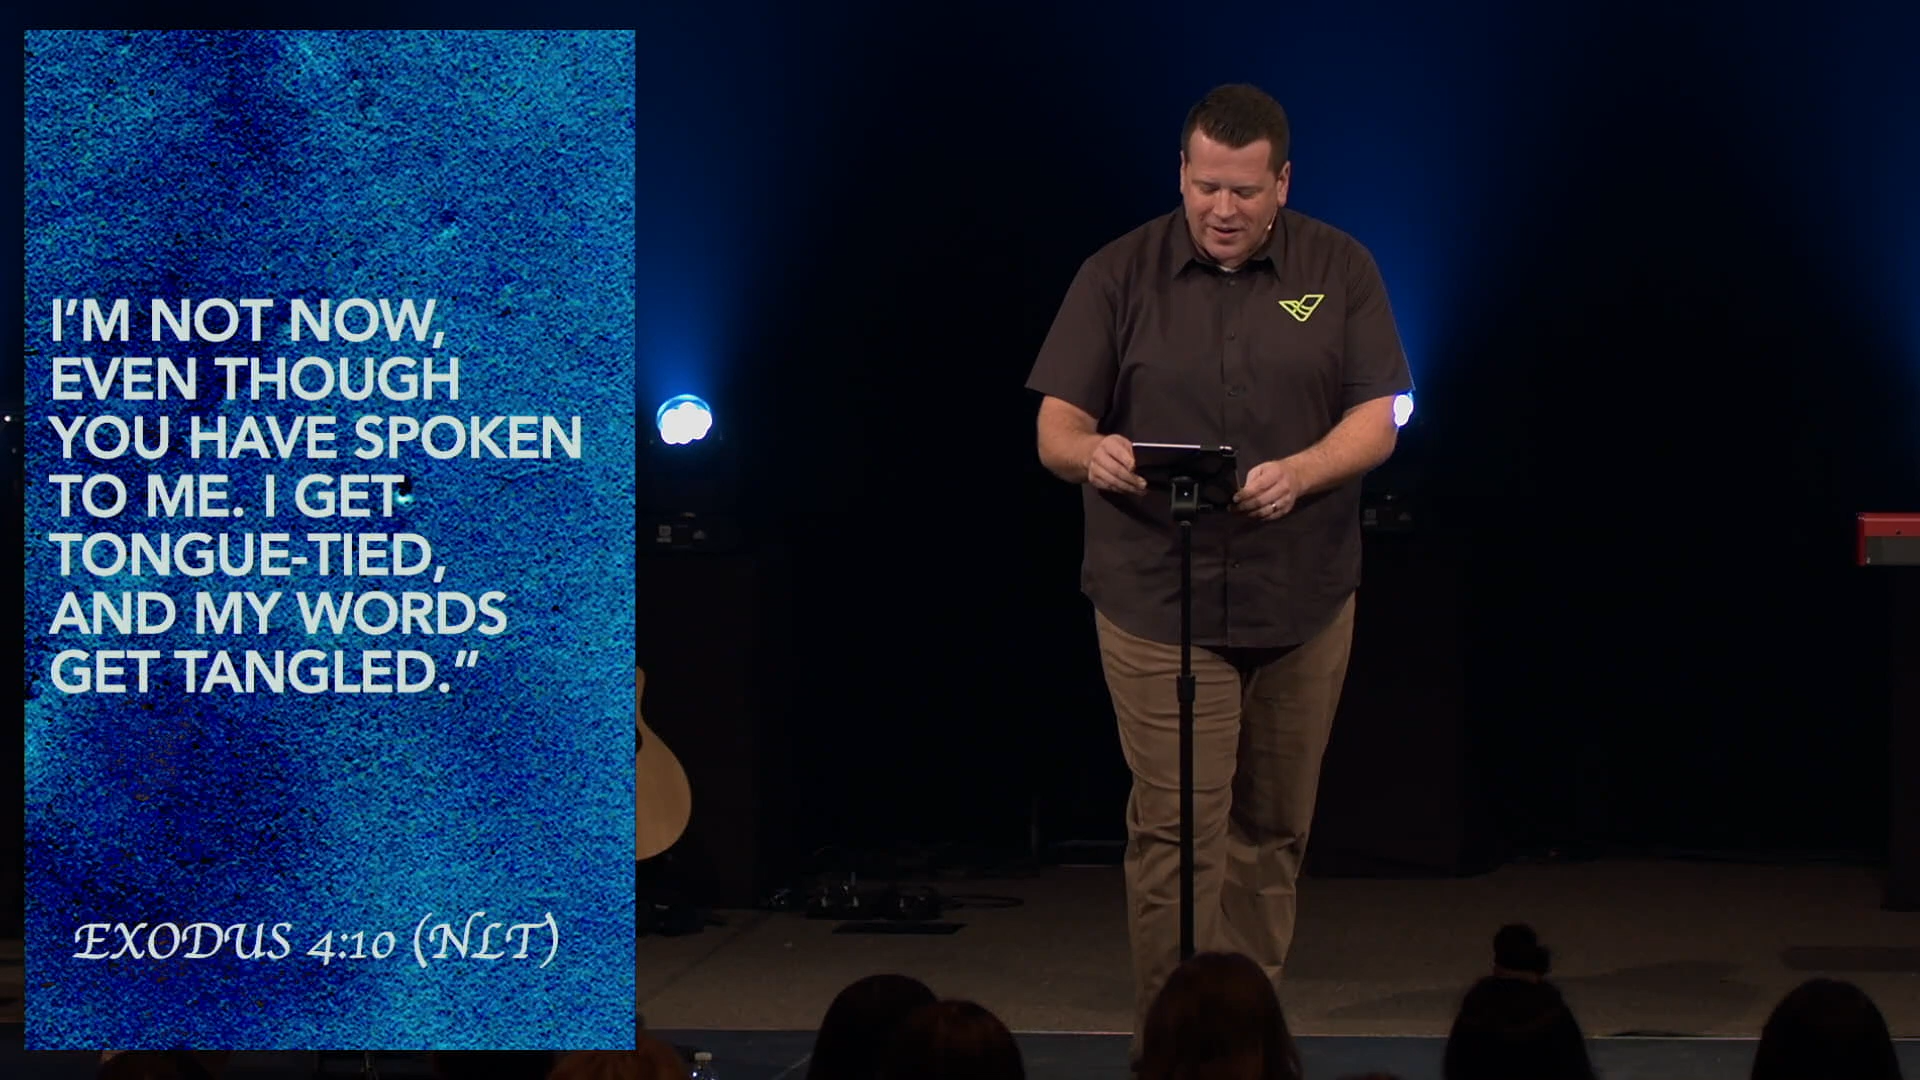 I’M NOT NOW,
EVEN THOUGH
YOU HAVE SPOKEN
TO ME. I GET
TONGUE-TIED,
AND MY WORDS
GET TANGLED.”
EXODUS 4:10 (NLT)